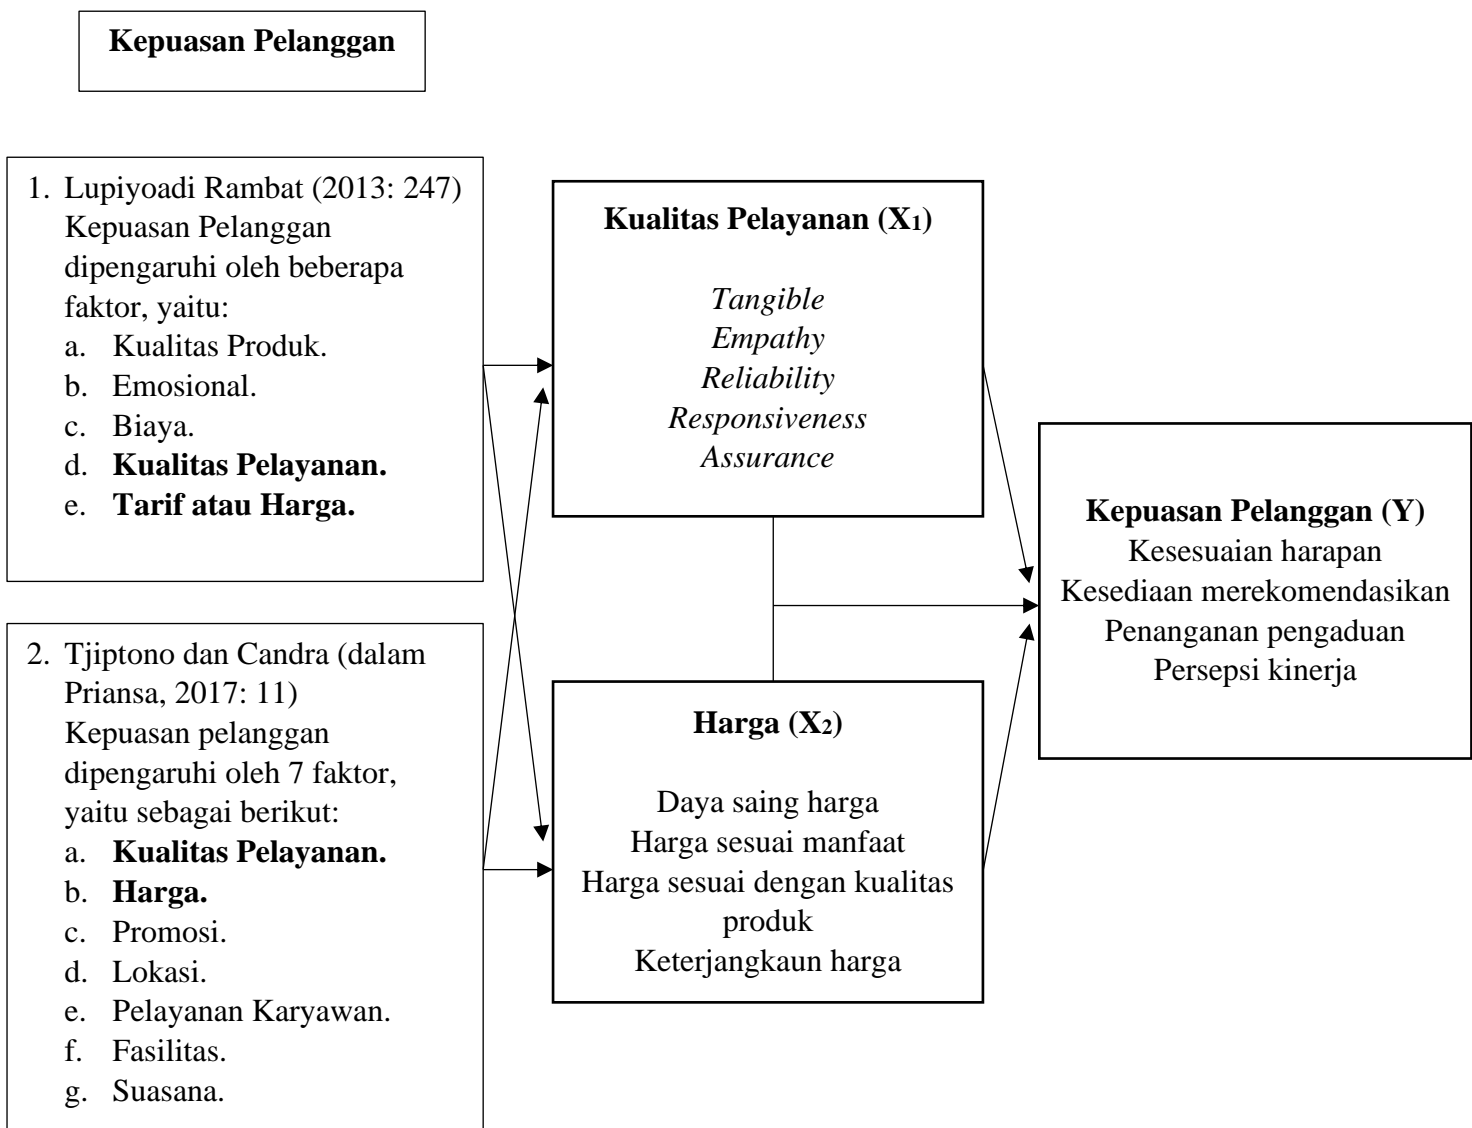 Kepuasan Pelanggan
1. Lupiyoadi Rambat (2013: 247)
Kepuasan Pelanggan
dipengaruhi oleh beberapa
faktor, yaitu:
a. Kualitas Produk.
b. Emosional.
c. Biaya.
d. Kualitas Pelayanan.
e. Tarif atau Harga.
2. Tjiptono dan Candra (dalam
Priansa, 2017: 11)
Kepuasan pelanggan
dipengaruhi oleh 7 faktor,
yaitu sebagai berikut:
a. Kualitas Pelayanan.
b. Harga.
c. Promosi.
d. Lokasi.
e. Pelayanan Karyawan.
f. Fasilitas.
g. Suasana.
Kualitas Pelayanan (X1)
Tangible
Empathy
Reliability
Responsiveness
Assurance
Harga (X2)
Daya saing harga
Harga sesuai manfaat
Harga sesuai dengan kualitas
produk
Keterjangkaun harga
Kepuasan Pelanggan (Y)
Kesesuaian harapan
Kesediaan merekomendasikan
Penanganan pengaduan
Persepsi kinerja